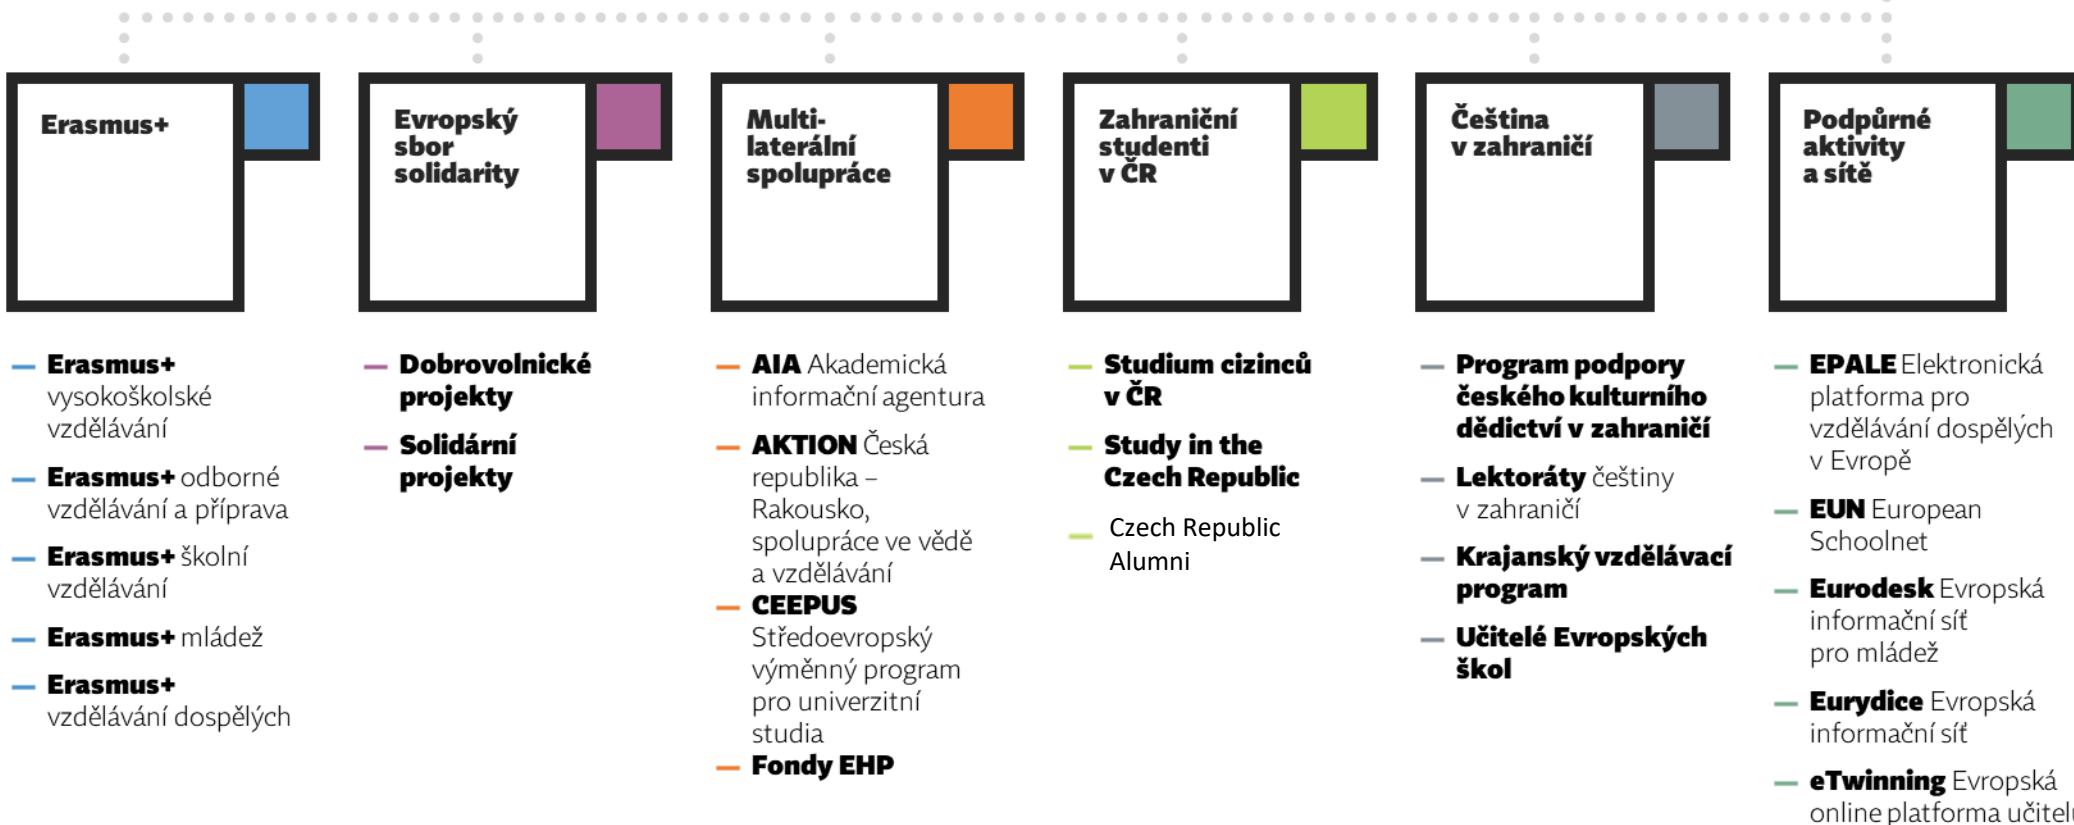 Erasmus+
Evropský
sbor
solidarity
Multi-
laterální
spolupráce
Zahraniční
studenti
v ČR
Čeština
v zahraničí
Podpůrné
aktivity
a sítě
— Erasmus+
vysokoškolské
vzdělávání
— Erasmus+ odborné
vzdělávání a příprava
— Erasmus+ školní
vzdělávání
— Erasmus+ mládež
— Erasmus+
vzdělávání dospělých
— Dobrovolnické
projekty
— Solidární
projekty
— AIA Akademická
informační agentura
— AKTION Česká
republika –
Rakousko,
spolupráce ve vědě
a vzdělávání
— CEEPUS
Středoevropský
výměnný program
pro univerzitní
studia
— Fondy EHP
— Studium cizinců
v ČR
— Study in the
Czech Republic
— Czech Republic
Alumni
— Program podpory
českého kulturního
dědictví v zahraničí
— Lektoráty češtiny
v zahraničí
— Krajanský vzdělávací
program
— Učitelé Evropských
škol
— EPALE Elektronická
platforma pro
vzdělávání dospělých
v Evropě
— EUN European
Schoolnet
— Eurodesk Evropská
informační síť
pro mládež
— Eurydice Evropská
informační síť
— eTwinning Evropská
online platforma učitelů